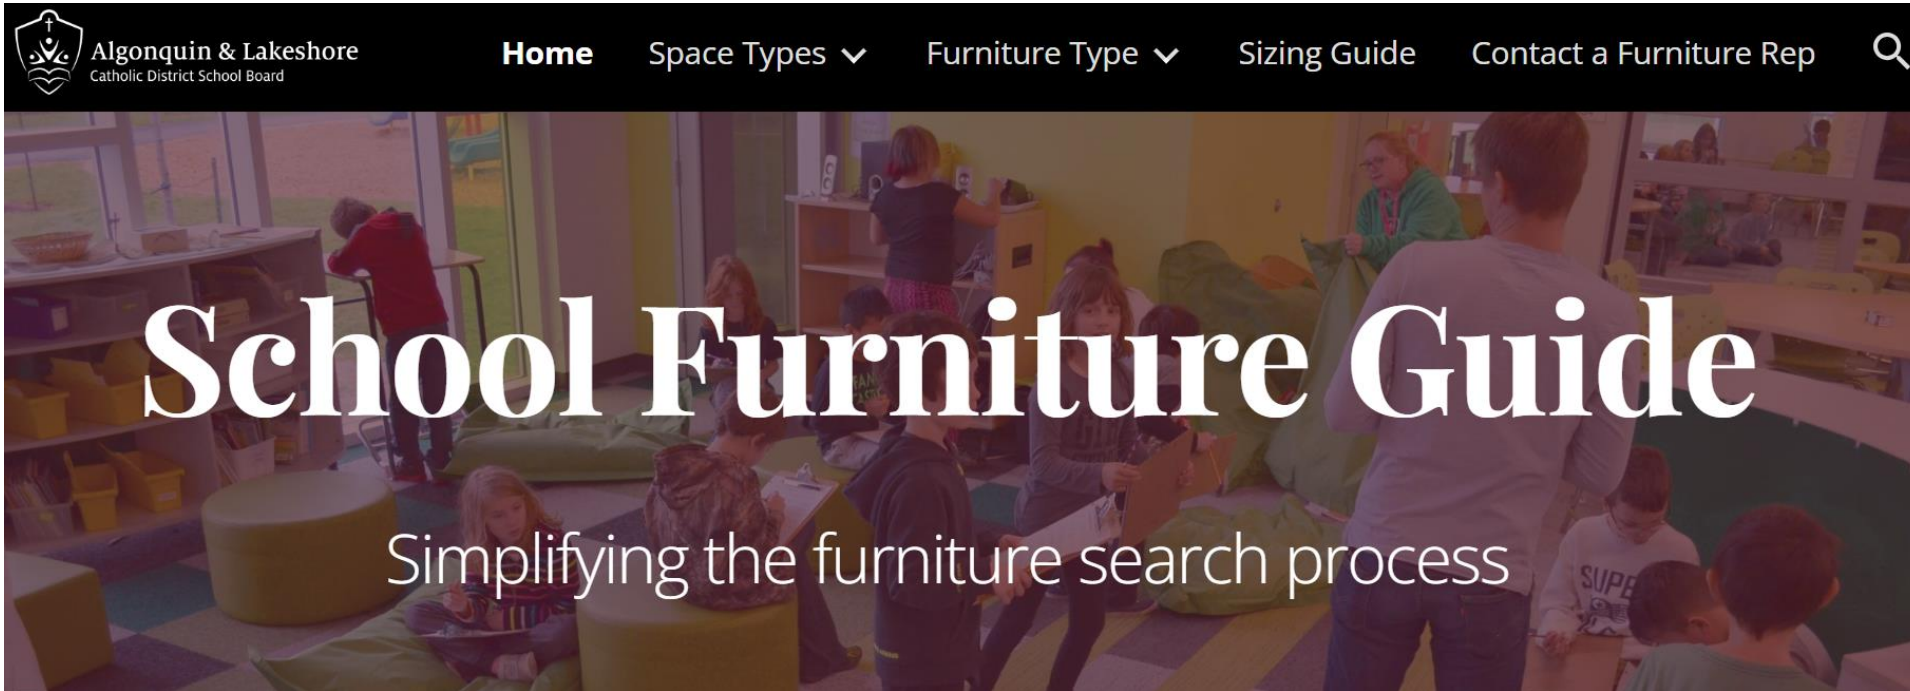 Algonquin & Lakeshore
Catholic District School Board
Home
Space Types
Furniture Type
Sizing Guide
Contact a Furniture Rep
School Furniture Guide
Simplifying the furniture search process
SUPE